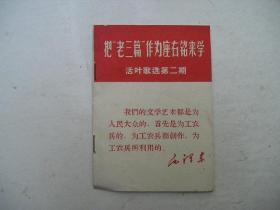 把“老三篇”作为座右铭来学
活叶歌选第二期
我们的文学艺术都是为
人民大众的，首先是为工农
兵的，为工农兵而创作，为
工农兵所利用的。
毛泽东